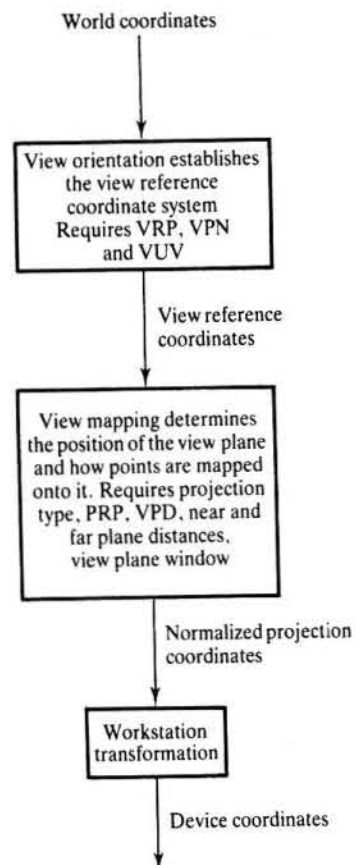 World coordinates
View orientation establishes
the view reference
coordinate system
Requires VRP, VPN
and VUV
View reference
coordinates
View mapping determines
the position of the view plane
and how points are mapped
onto it. Requires projection
type, PRP, VPD, near and
far plane distances,
view plane window
Normalized projection
coordinates
Workstation
transformation
Device coordinates